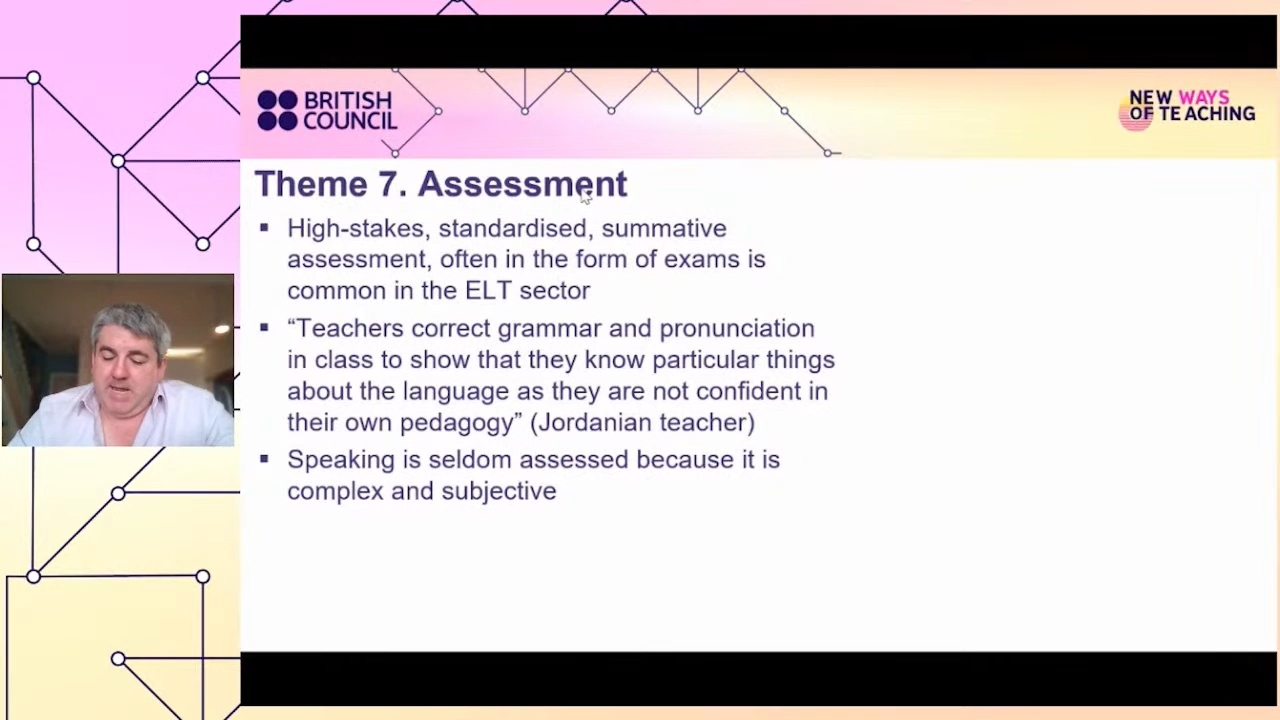 BRITISH
COUNCIL
NEW WAYS
OF TEACHING
Theme 7. Assessment
▪ High-stakes, standardised, summative
assessment, often in the form of exams is
common in the ELT sector
▪ “Teachers correct grammar and pronunciation
in class to show that they know particular things
about the language as they are not confident in
their own pedagogy” (Jordanian teacher)
▪ Speaking is seldom assessed because it is
complex and subjective